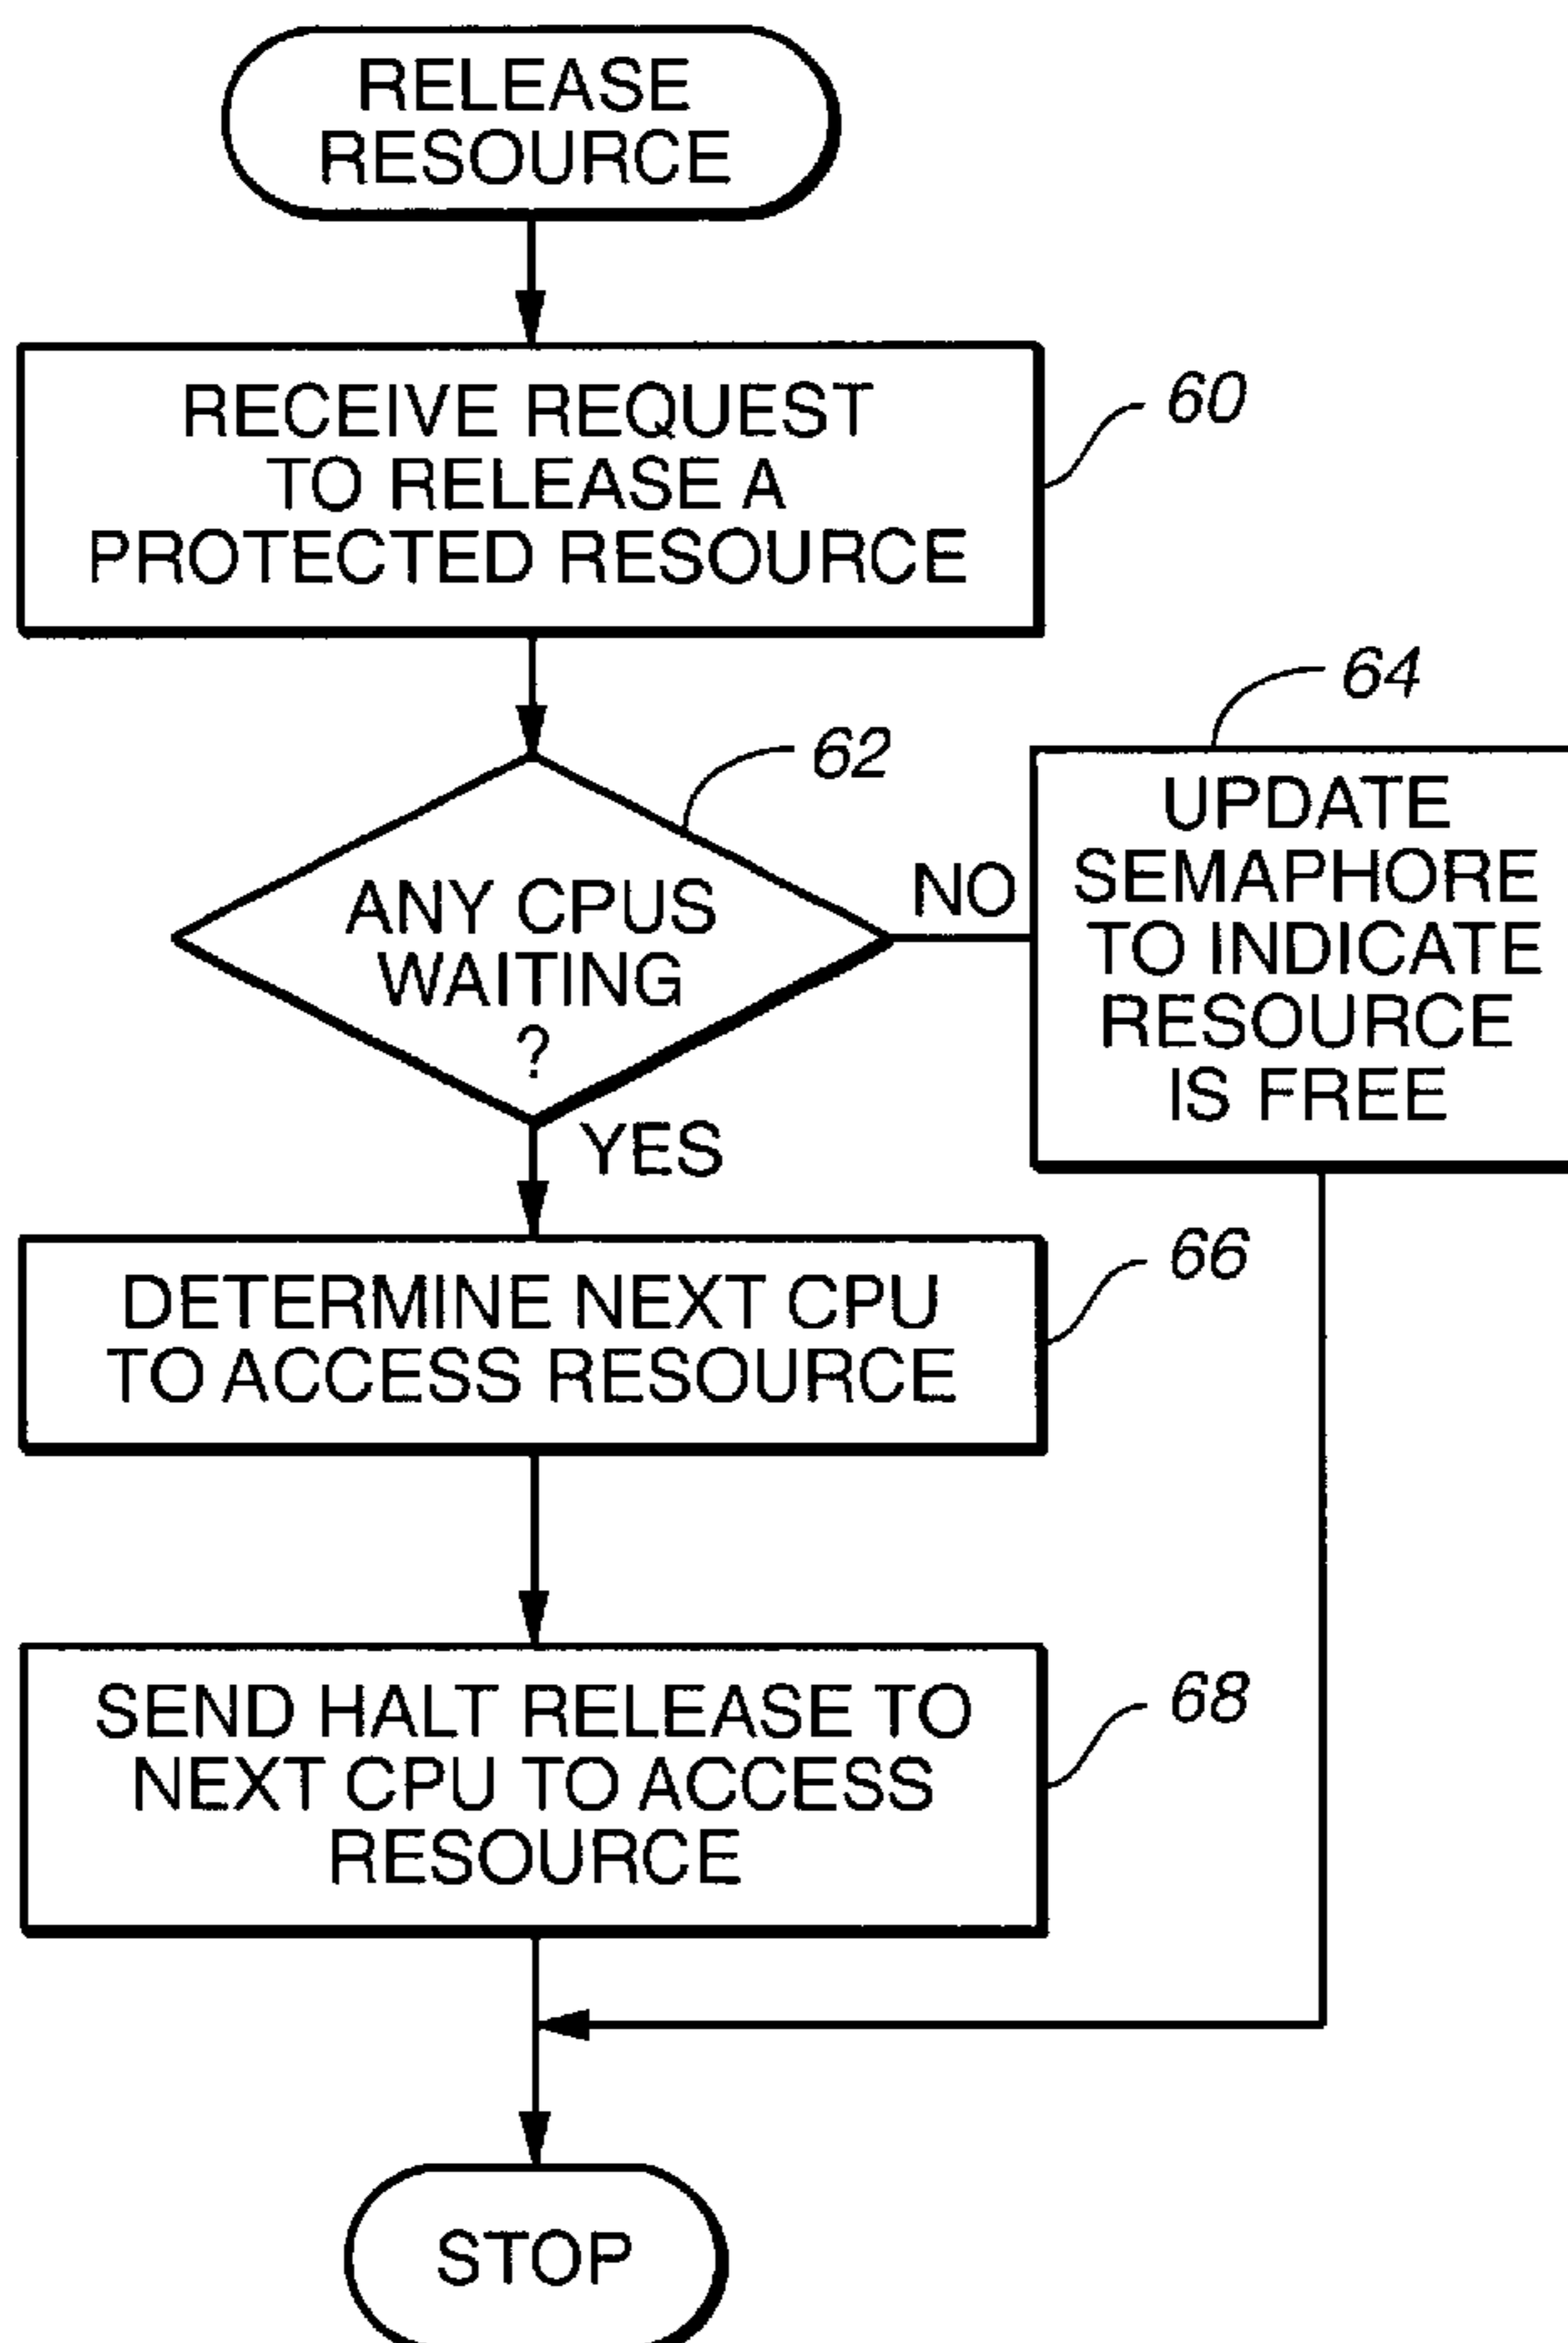 RELEASE
RESOURCE
RECEIVE REQUEST
TO RELEASE A
PROTECTED RESOURCE
60
ANY CPUS
WAITING
?
62
NO
YES
64
UPDATE
SEMAPHORE
TO INDICATE
RESOURCE
IS FREE
DETERMINE NEXT CPU
TO ACCESS RESOURCE
66
SEND HALT RELEASE TO
NEXT CPU TO ACCESS
RESOURCE
68
STOP